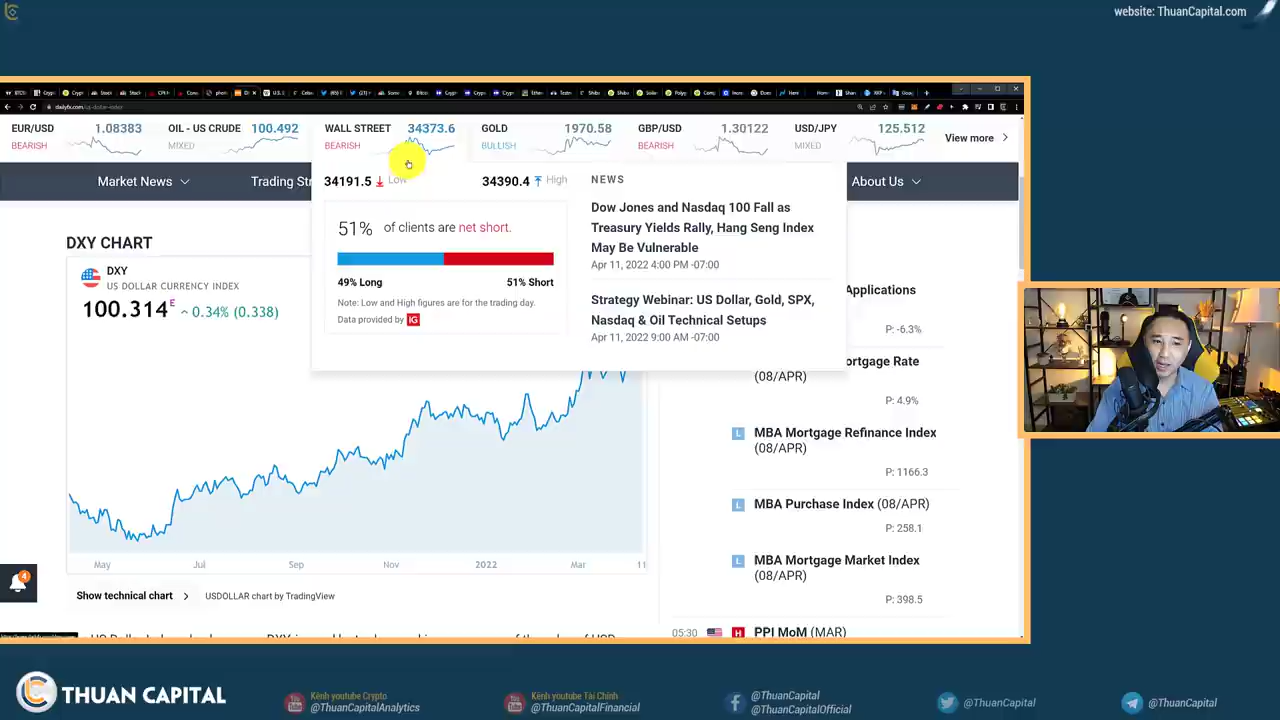 website: ThuanCapital.com
dailyfx.com/us-dollar-index
EUR/USD 1.08383
BEARISH
OIL - US CRUDE 100.492
MIXED
WALL STREET 34373.6
BEARISH
GOLD 1970.58
BULLISH
GBP/USD 1.30122
BEARISH
USD/JPY 125.512
MIXED
View more
Market News
Trading Str
About Us
34191.5 Low
34390.4 High
51% of clients are net short.
49% Long 51% Short
Note: Low and High figures are for the trading day.
Data provided by IG
NEWS
Dow Jones and Nasdaq 100 Fall as
Treasury Yields Rally, Hang Seng Index
May Be Vulnerable
Apr 11, 2022 4:00 PM -07:00
Strategy Webinar: US Dollar, Gold, SPX,
Nasdaq & Oil Technical Setups
Apr 11, 2022 9:00 AM -07:00
DXY CHART
DXY
US DOLLAR CURRENCY INDEX
100.314 E 0.34% (0.338)
May Jul Sep Nov 2022 Mar 11
Show technical chart
USDOLLAR chart by TradingView
Applications
P: -6.3%
ortgage Rate
(08/APR)
P: 4.9%
L MBA Mortgage Refinance Index
(08/APR)
P: 1166.3
L MBA Purchase Index (08/APR)
P: 258.1
L MBA Mortgage Market Index
(08/APR)
P: 398.5
05:30 H PPI MoM (MAR)
4
THUAN CAPITAL
Kênh youtube Crypto
@ThuanCapitalAnalytics
Kênh youtube Tài Chính
@ThuanCapitalFinancial
@ThuanCapital
@ThuanCapitalOfficial
@ThuanCapital
@ThuanCapital